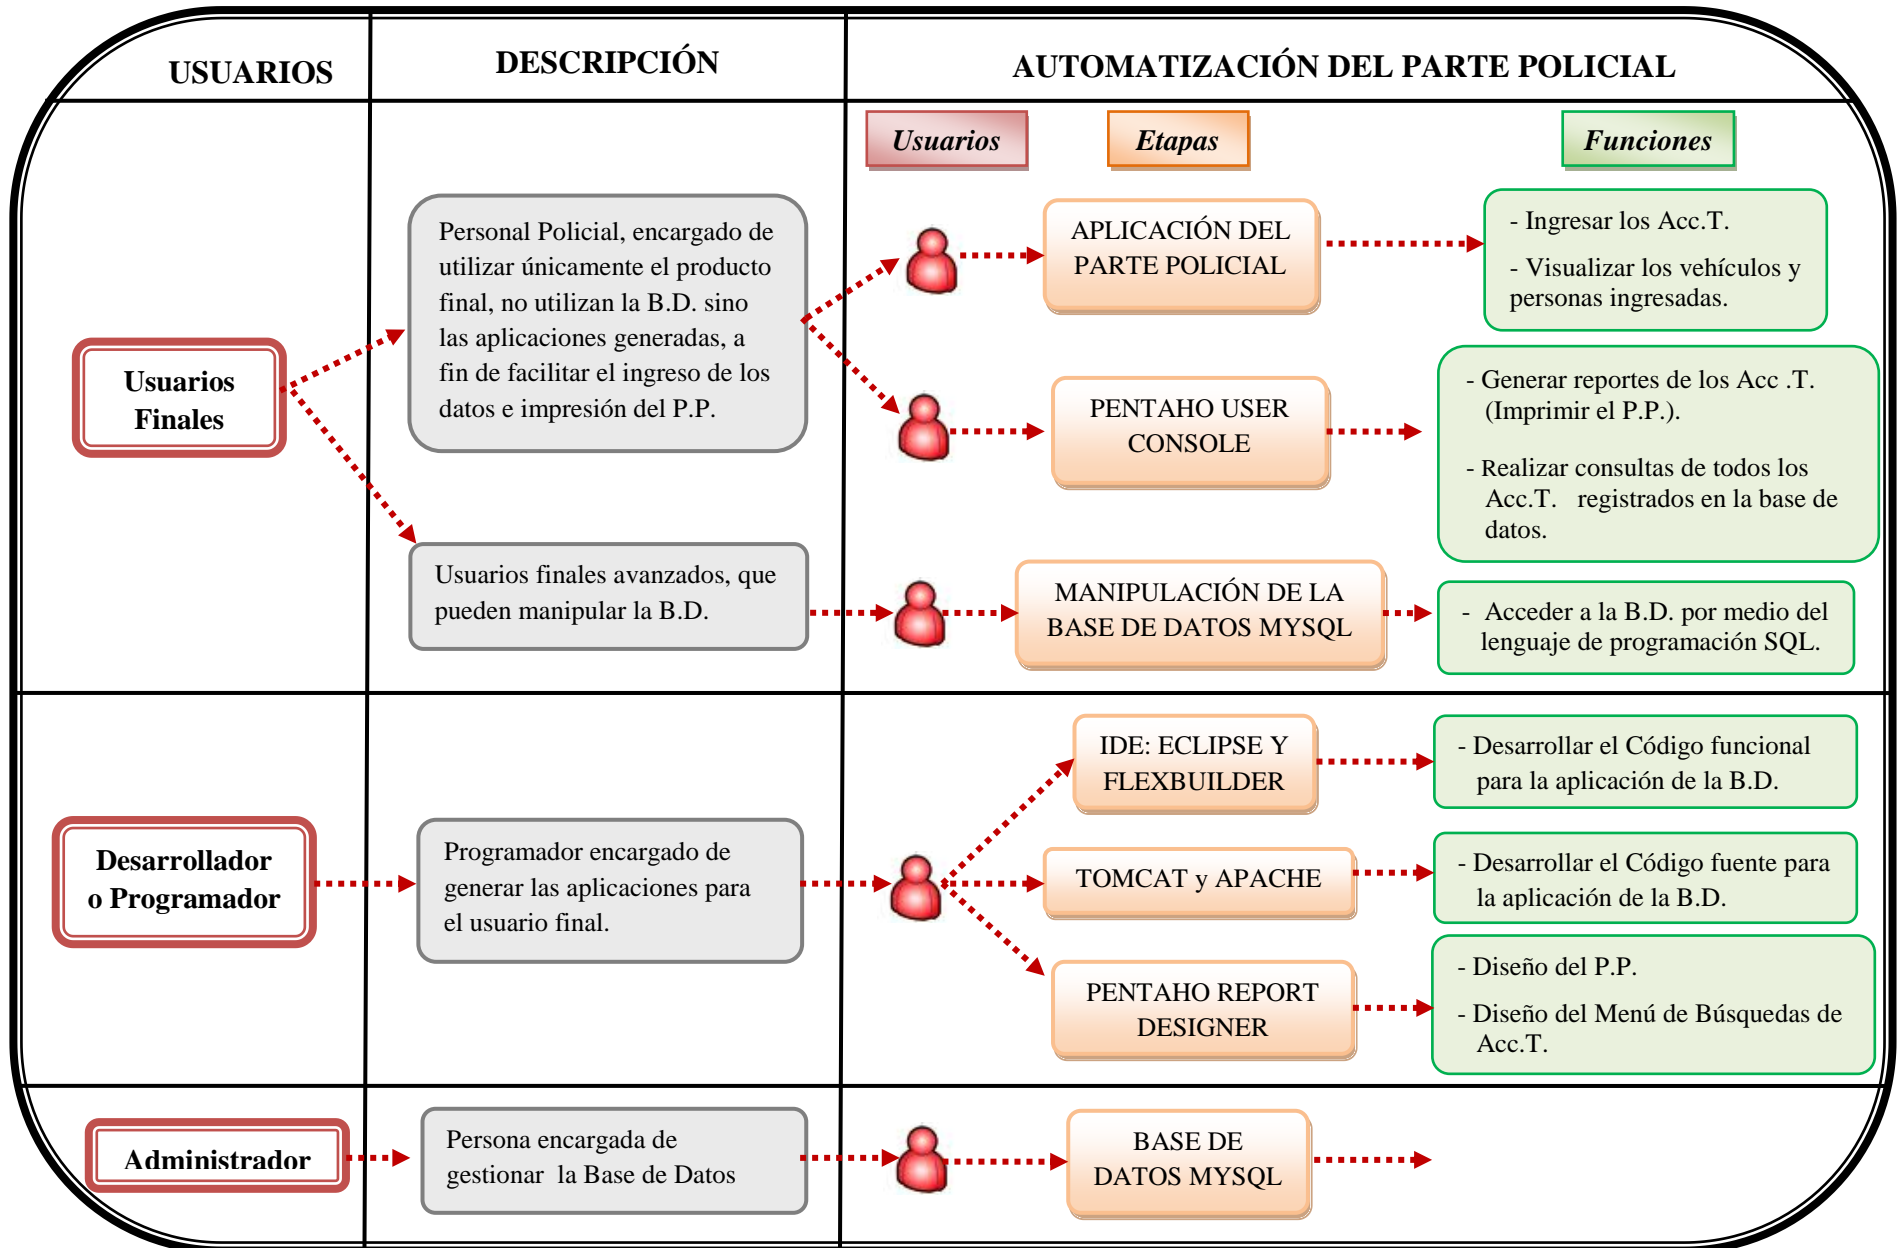 USUARIOS
DESCRIPCIÓN
AUTOMATIZACIÓN DEL PARTE POLICIAL
Usuarios
Etapas
Funciones
Usuarios
Finales
Personal Policial, encargado de
utilizar únicamente el producto
final, no utilizan la B.D. sino
las aplicaciones generadas, a
fin de facilitar el ingreso de los
datos e impresión del P.P.
APLICACIÓN DEL
PARTE POLICIAL
- Ingresar los Acc.T.
- Visualizar los vehículos y
personas ingresadas.
PENTAHO USER
CONSOLE
- Generar reportes de los Acc .T.
(Imprimir el P.P.).
- Realizar consultas de todos los
Acc.T. registrados en la base de
datos.
Usuarios finales avanzados, que
pueden manipular la B.D.
MANIPULACIÓN DE LA
BASE DE DATOS MYSQL
- Acceder a la B.D. por medio del
lenguaje de programación SQL.
Desarrollador
o Programador
Programador encargado de
generar las aplicaciones para
el usuario final.
IDE: ECLIPSE Y
FLEXBUILDER
- Desarrollar el Código funcional
para la aplicación de la B.D.
TOMCAT y APACHE
- Desarrollar el Código fuente para
la aplicación de la B.D.
PENTAHO REPORT
DESIGNER
- Diseño del P.P.
- Diseño del Menú de Búsquedas de
Acc.T.
Administrador
Persona encargada de
gestionar la Base de Datos
BASE DE
DATOS MYSQL